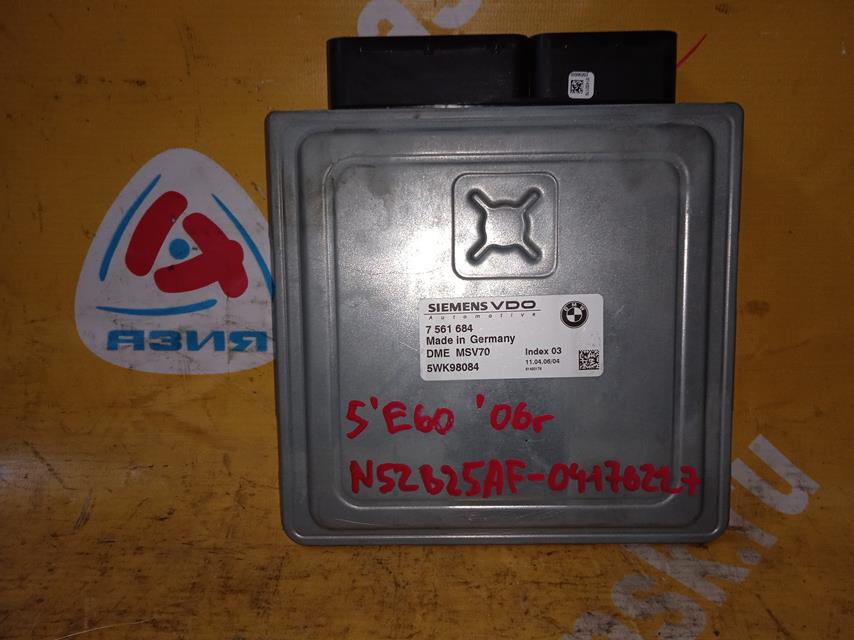 SIEMENS VDO
Automotive
7 561 684
Made in Germany
DME MSV70 Index 03
5WK98084 11.04.06/04
BMW
5'E60 '06г
N52B25AF-04176227
АЗИЯ